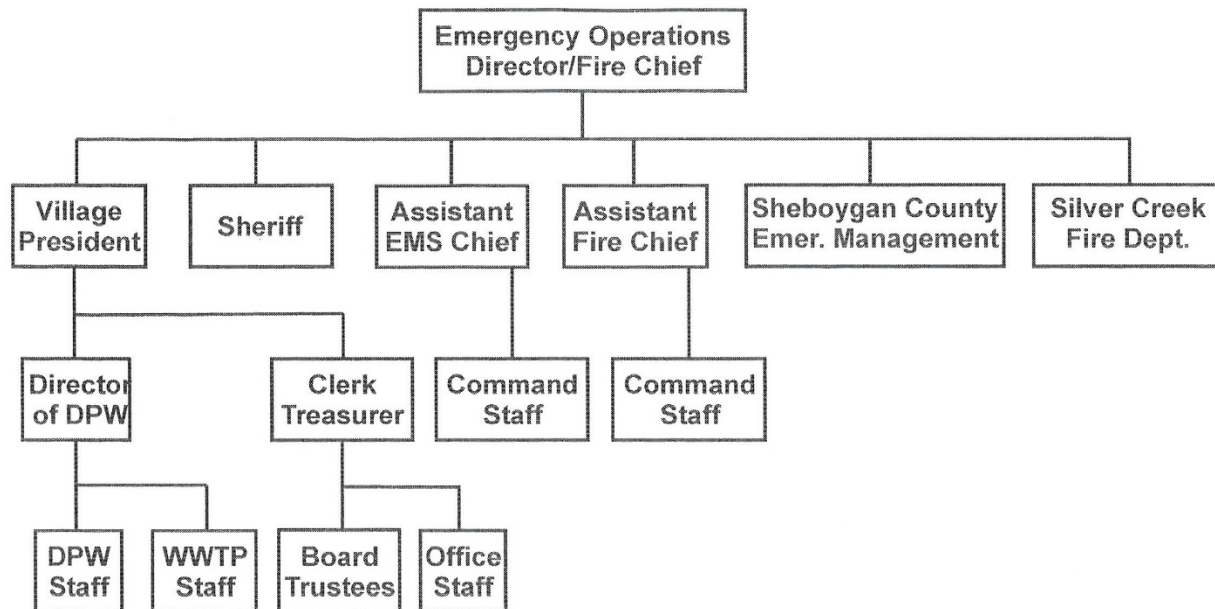 Emergency Operations
Director/Fire Chief
Village
President
Sheriff
Assistant
EMS Chief
Assistant
Fire Chief
Sheboygan County
Emer. Management
Silver Creek
Fire Dept.
Director
of DPW
Clerk
Treasurer
Command
Staff
Command
Staff
DPW
Staff
WWTP
Staff
Board
Trustees
Office
Staff